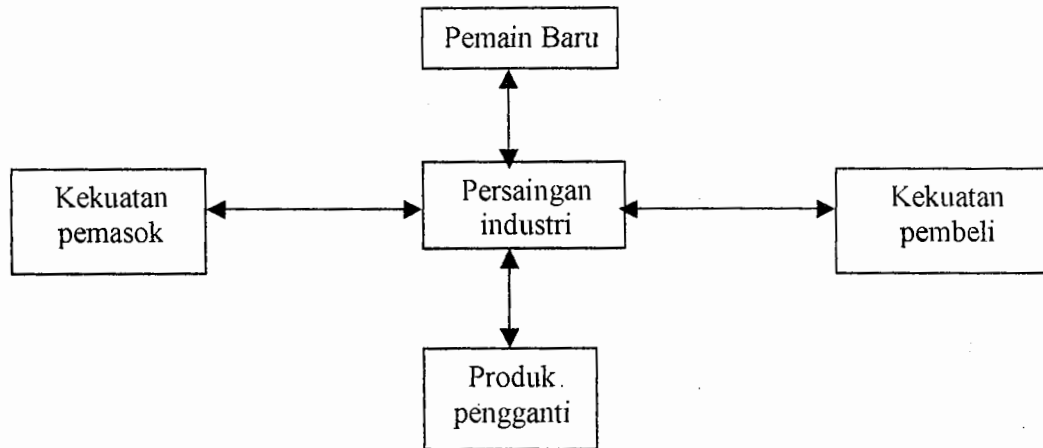 Pemain Baru
Kekuatan
pemasok
Persaingan
industri
Kekuatan
pembeli
Produk
pengganti